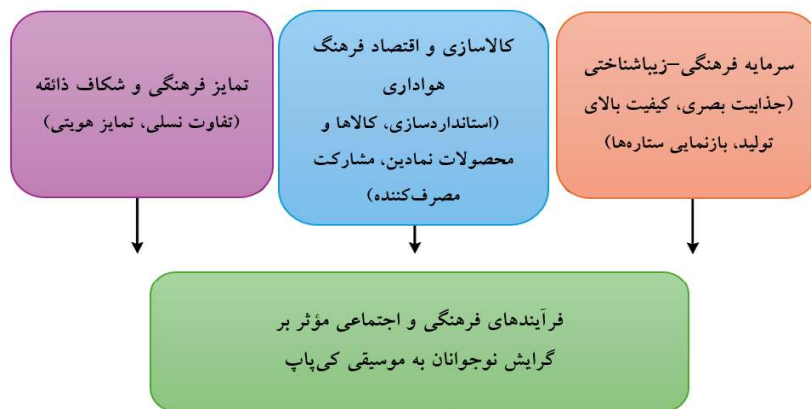 سرمایه فرهنگی–زیباشناختی
(جذابیت بصری، کیفیت بالای
تولید، بازنمایی ستاره‌ها)
کالاسازی و اقتصاد فرهنگ
هواداری
(استانداردسازی، کالاها و
محصولات نمادین، مشارکت
مصرف‌کننده)
تمایز فرهنگی و شکاف ذائقه
(تفاوت نسلی، تمایز هویتی)
فرآیندهای فرهنگی و اجتماعی مؤثر بر
گرایش نوجوانان به موسیقی کی‌پاپ